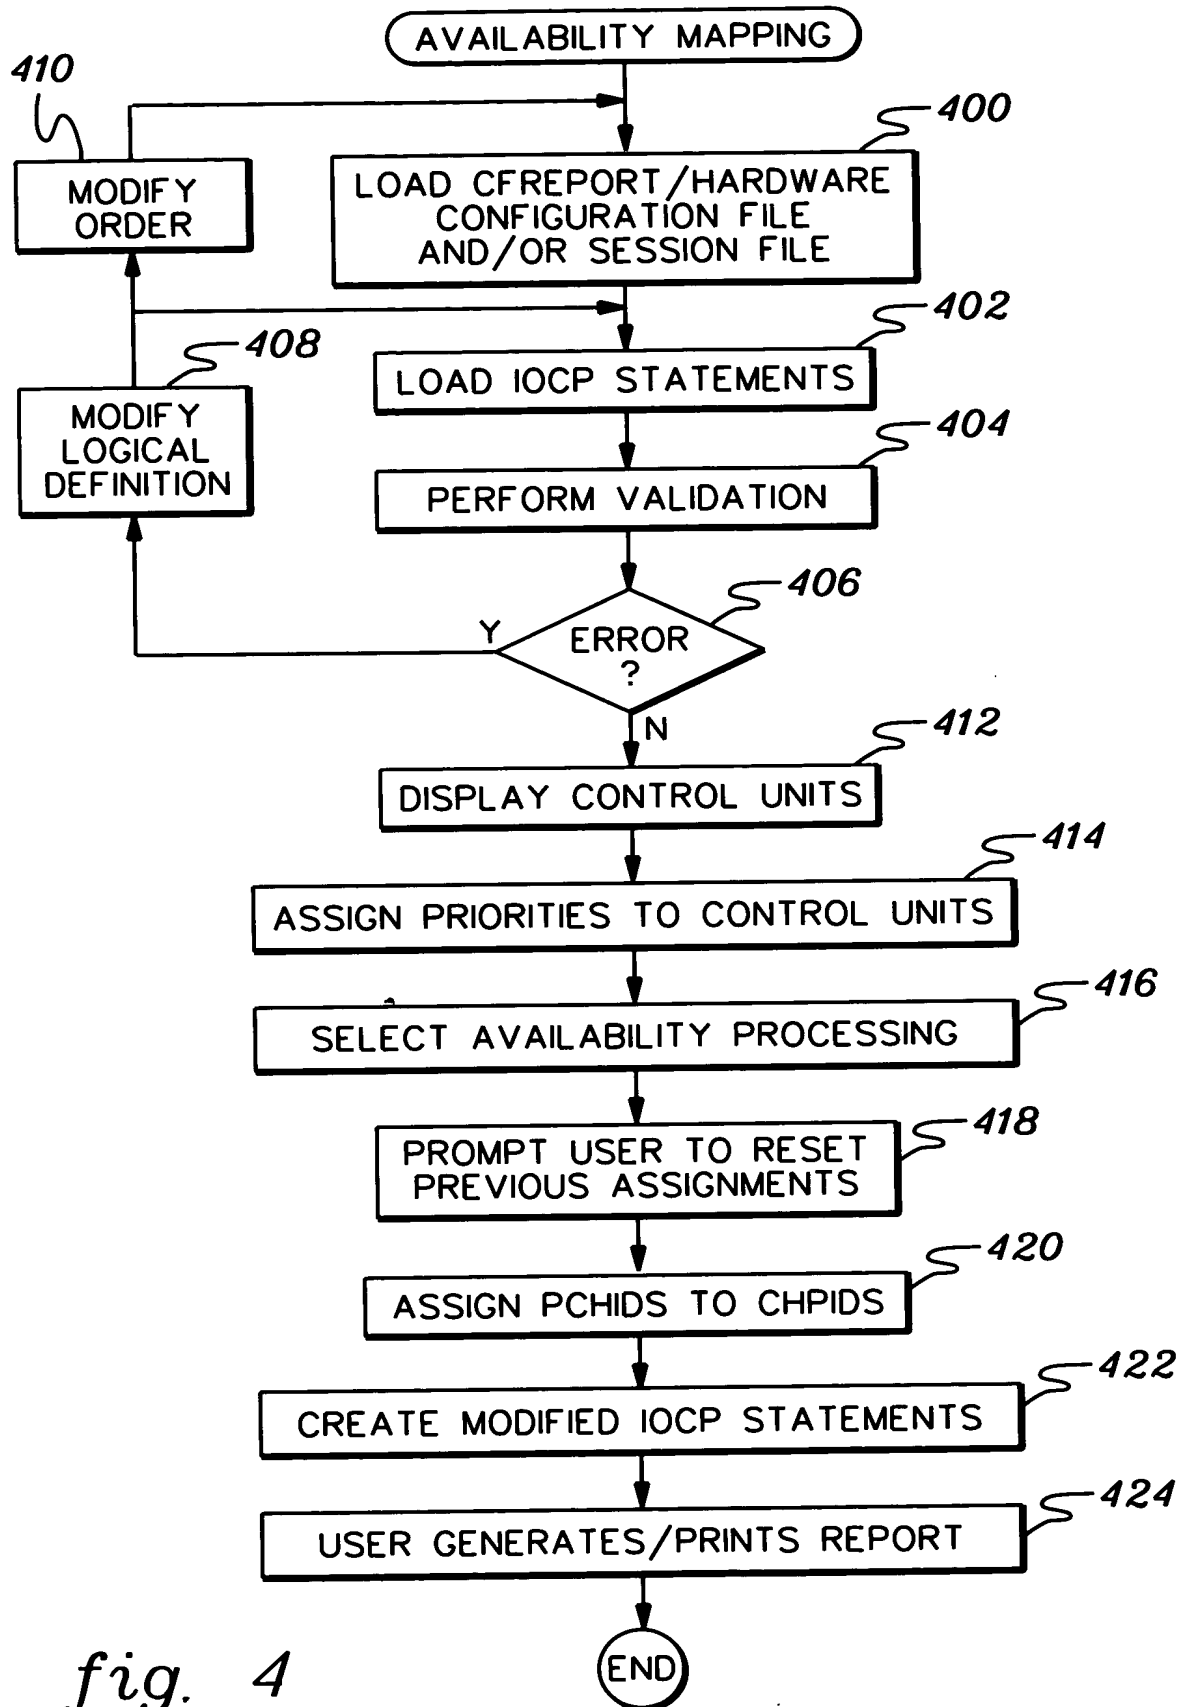 AVAILABILITY MAPPING
410
400
MODIFY
ORDER
LOAD CFREPORT/HARDWARE
CONFIGURATION FILE
AND/OR SESSION FILE
402
408
LOAD IOCP STATEMENTS
MODIFY
LOGICAL
DEFINITION
404
PERFORM VALIDATION
406
Y
ERROR
?
N
412
DISPLAY CONTROL UNITS
414
ASSIGN PRIORITIES TO CONTROL UNITS
416
SELECT AVAILABILITY PROCESSING
418
PROMPT USER TO RESET
PREVIOUS ASSIGNMENTS
420
ASSIGN PCHIDS TO CHPIDS
422
CREATE MODIFIED IOCP STATEMENTS
424
USER GENERATES/PRINTS REPORT
END
fig. 4